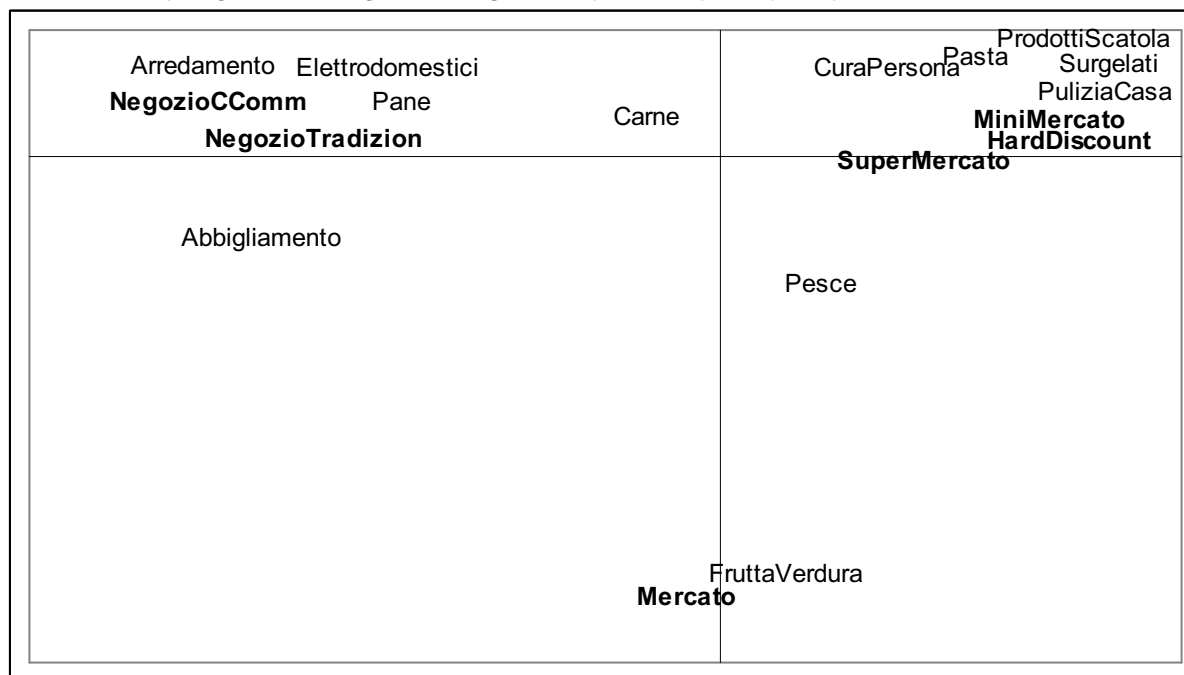 ProdottiScatola
Arredamento Elettrodomestici CuraPersona Pasta Surgelati
NegozioCComm Pane PuliziaCasa
Carne MiniMercato
NegozioTradizion HardDiscount
SuperMercato
Abbigliamento
Pesce
FruttaVerdura
Mercato